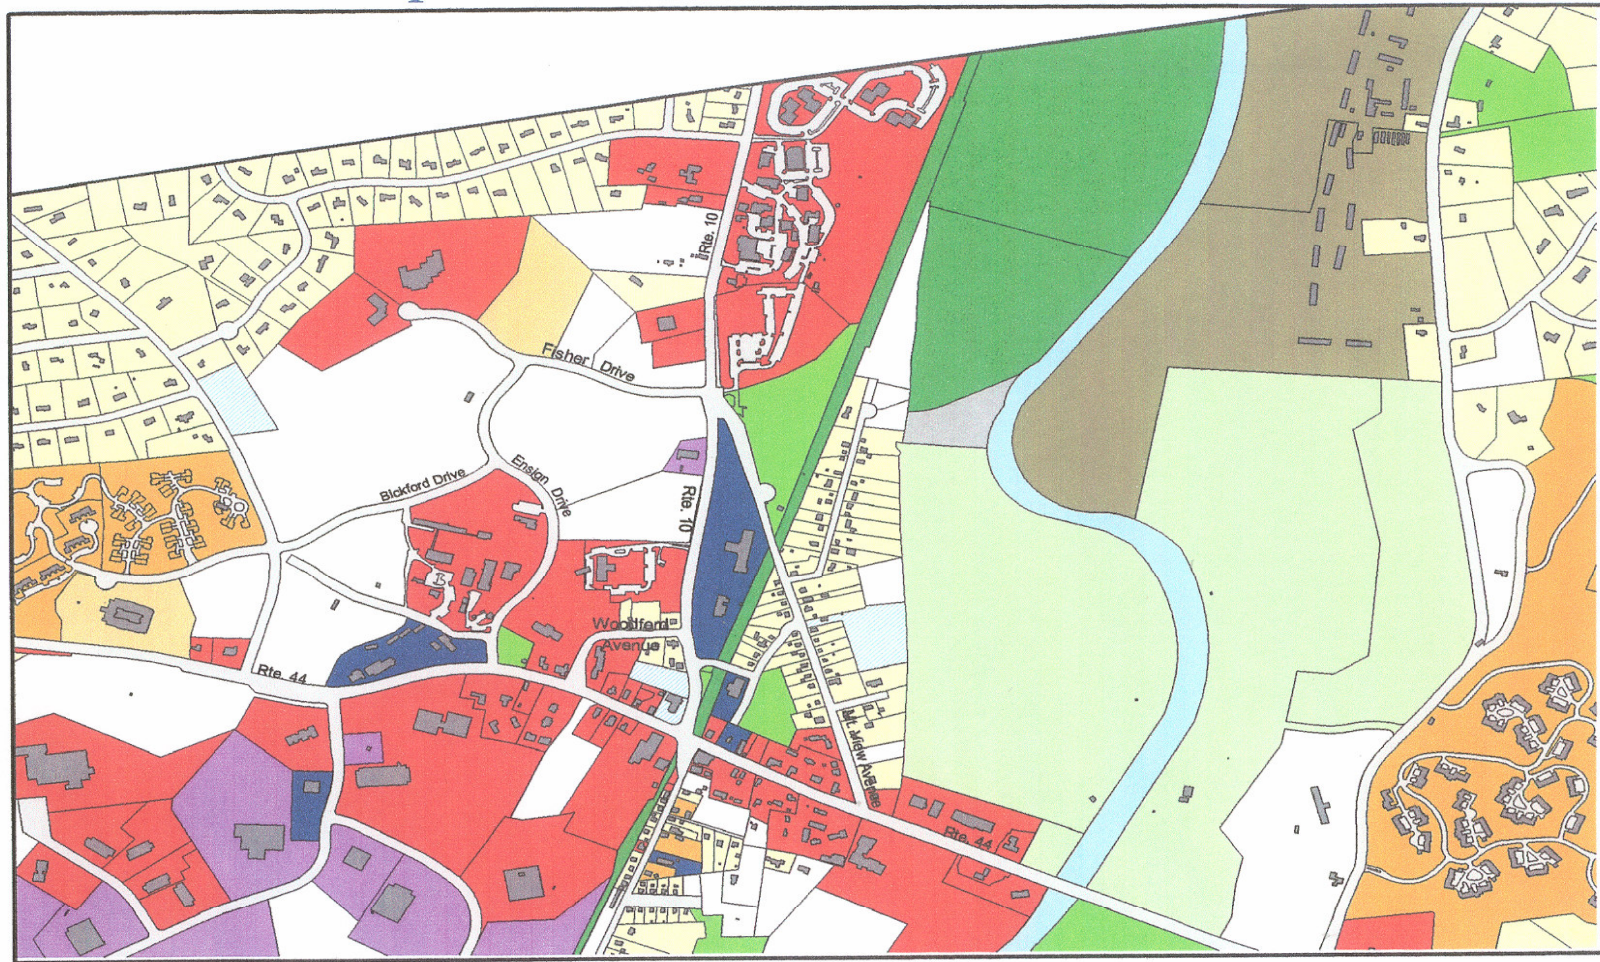 Rte. 10
Fisher Drive
Bickford Drive
Ensign Drive
Rte. 10
Woodford
Avenue
Rte. 44
Mt. View Avenue
Rte. 44